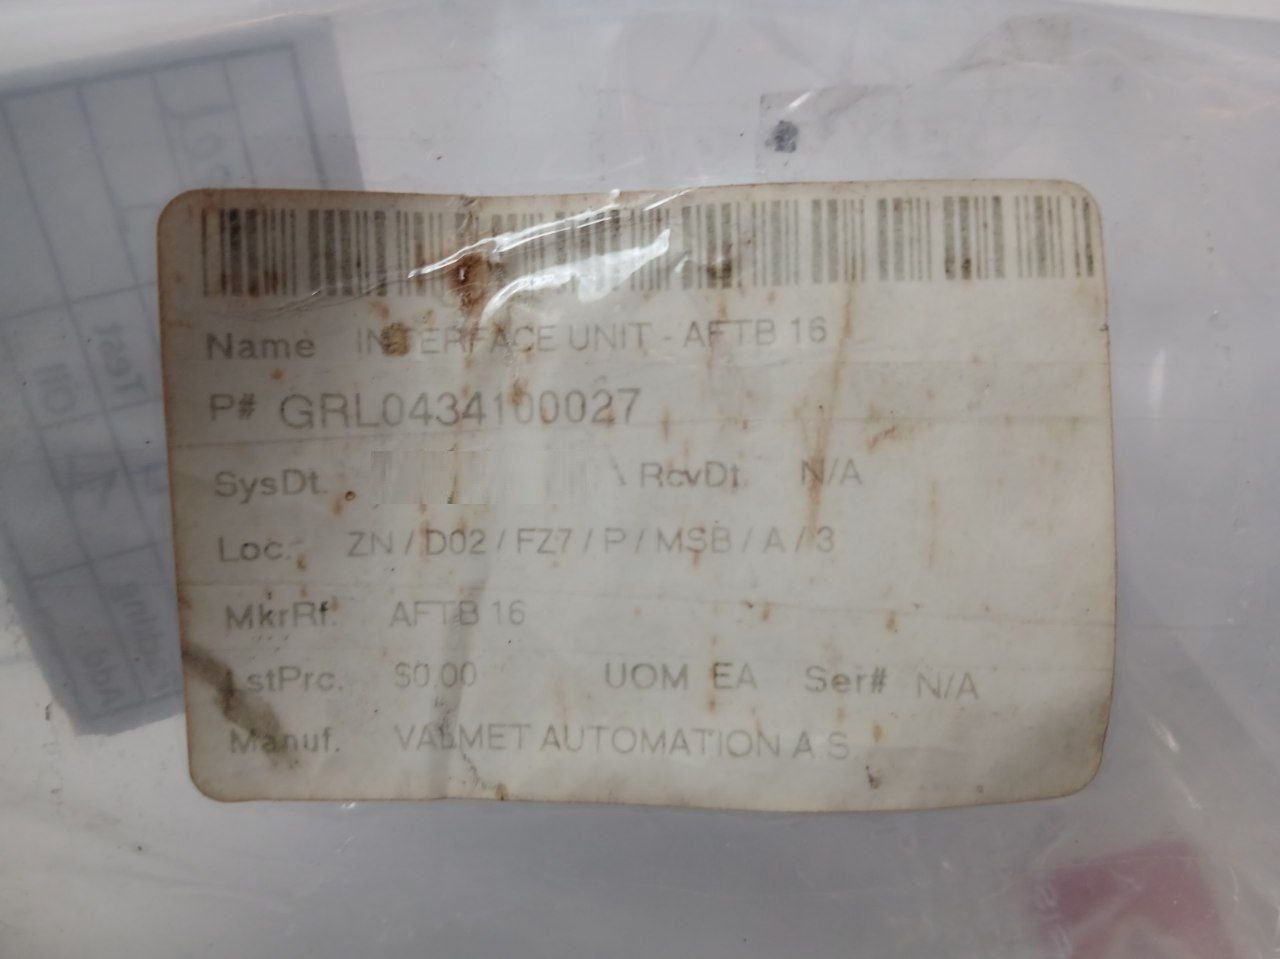 Name INTERFACE UNIT - AFTB 16
P# GRL0434100027
SysDt. RcvDt. N/A
Loc. ZN / D02 / FZ7 / P / MSB / A / 3
MkrRf. AFTB 16
LstPrc. $0.00 UOM EA Ser# N/A
Manuf. VALMET AUTOMATION A.S
Test